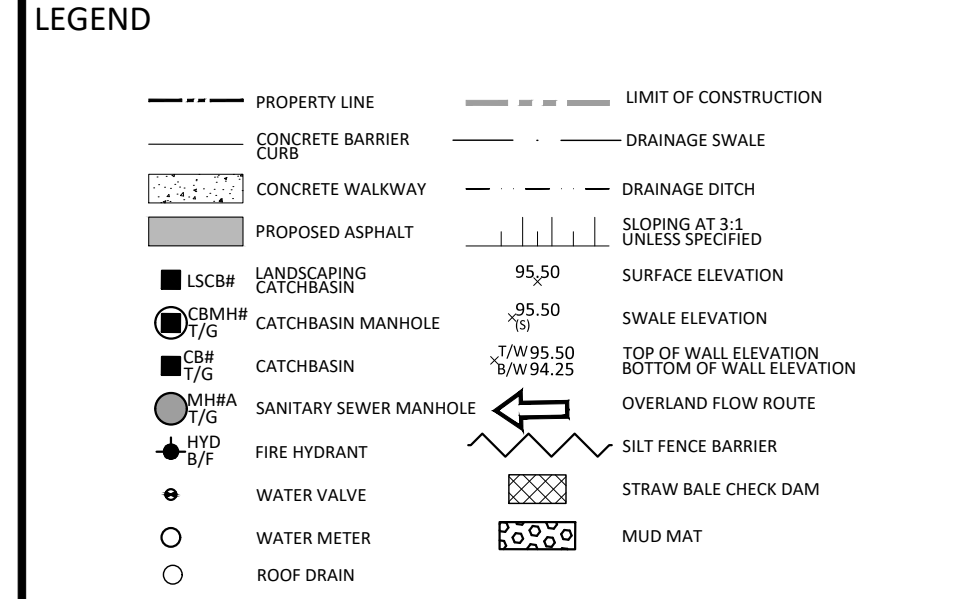 LEGEND
PROPERTY LINE
CONCRETE BARRIER
CURB
CONCRETE WALKWAY
PROPOSED ASPHALT
LSCB#
LANDSCAPING
CATCHBASIN
CBMH#
T/G
CATCHBASIN MANHOLE
CB#
T/G
CATCHBASIN
MH#A
T/G
SANITARY SEWER MANHOLE
HYD
B/F
FIRE HYDRANT
WATER VALVE
WATER METER
ROOF DRAIN
LIMIT OF CONSTRUCTION
DRAINAGE SWALE
DRAINAGE DITCH
SLOPING AT 3:1
UNLESS SPECIFIED
95.50
SURFACE ELEVATION
95.50
(S)
SWALE ELEVATION
T/W 95.50
B/W 94.25
TOP OF WALL ELEVATION
BOTTOM OF WALL ELEVATION
OVERLAND FLOW ROUTE
SILT FENCE BARRIER
STRAW BALE CHECK DAM
MUD MAT